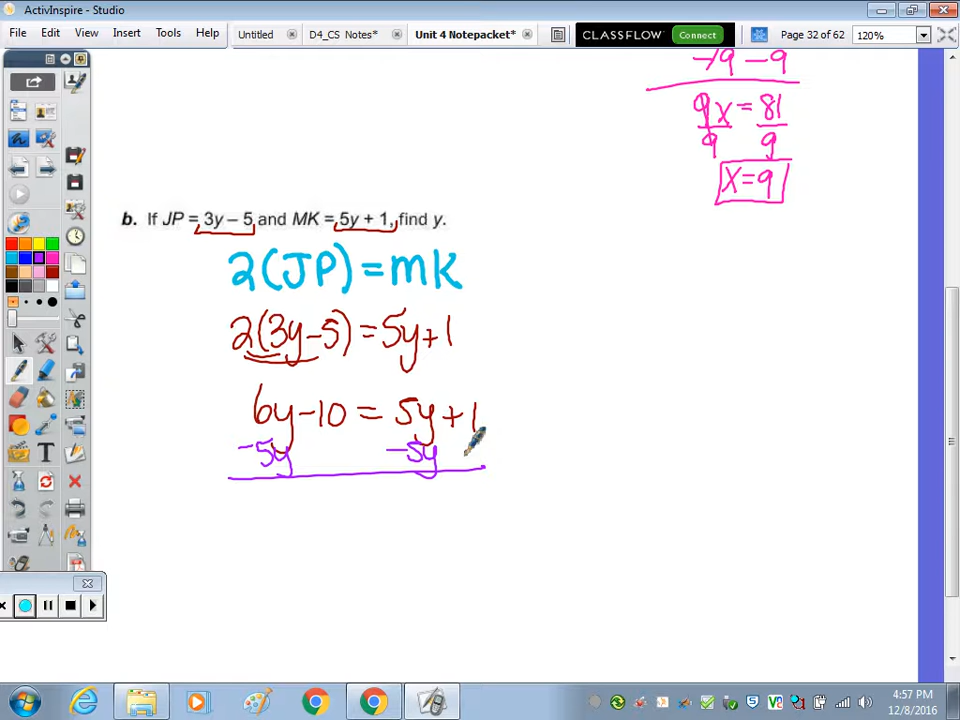 ActivInspire - Studio
File Edit View Insert Tools Help Untitled D4_CS Notes* Unit 4 Notepacket* CLASSFLOW Connect Page 32 of 62 120%
-9 -9
9x = 81
9 9
x=9
b. If JP = 3y – 5 and MK = 5y + 1, find y.
2(JP)=mK
2(3y-5)=5y+1
6y-10 = 5y+1
-5y -5y
4:57 PM
12/8/2016